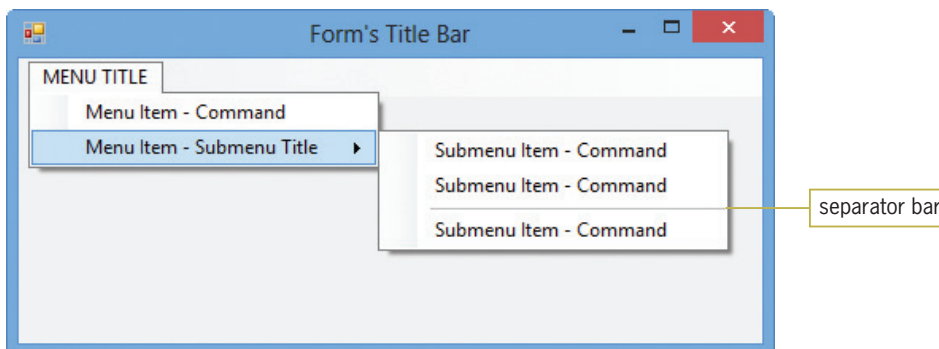 Form's Title Bar
MENU TITLE
Menu Item - Command
Menu Item - Submenu Title
Submenu Item - Command
Submenu Item - Command
separator bar
Submenu Item - Command